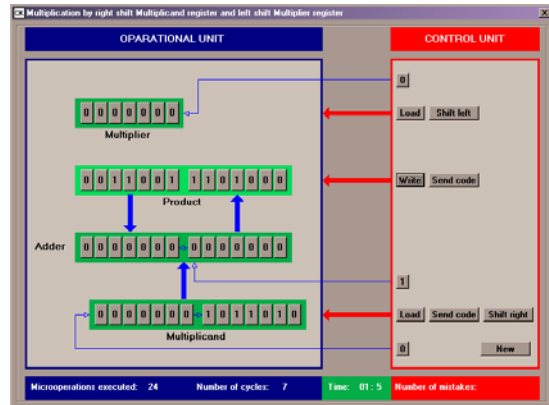 Multiplication by right shift Multiplicand register and left shift Multiplier register
OPARATIONAL UNIT
CONTROL UNIT
0
0 0 0 0 0 0 0
Load Shift left
Multiplier
0 0 1 1 0 0 1 1 1 0 1 0 0 0
Write Send code
Product
Adder 0 0 0 0 0 0 0 0 0 0 0 0 0 0
1
0 0 0 0 0 0 0 1 0 1 1 0 1 0
Load Send code Shift right
Multiplicand
0 New
Microoperations executed: 24 Number of cycles: 7 Time: 01 : 5 Number of mistakes: